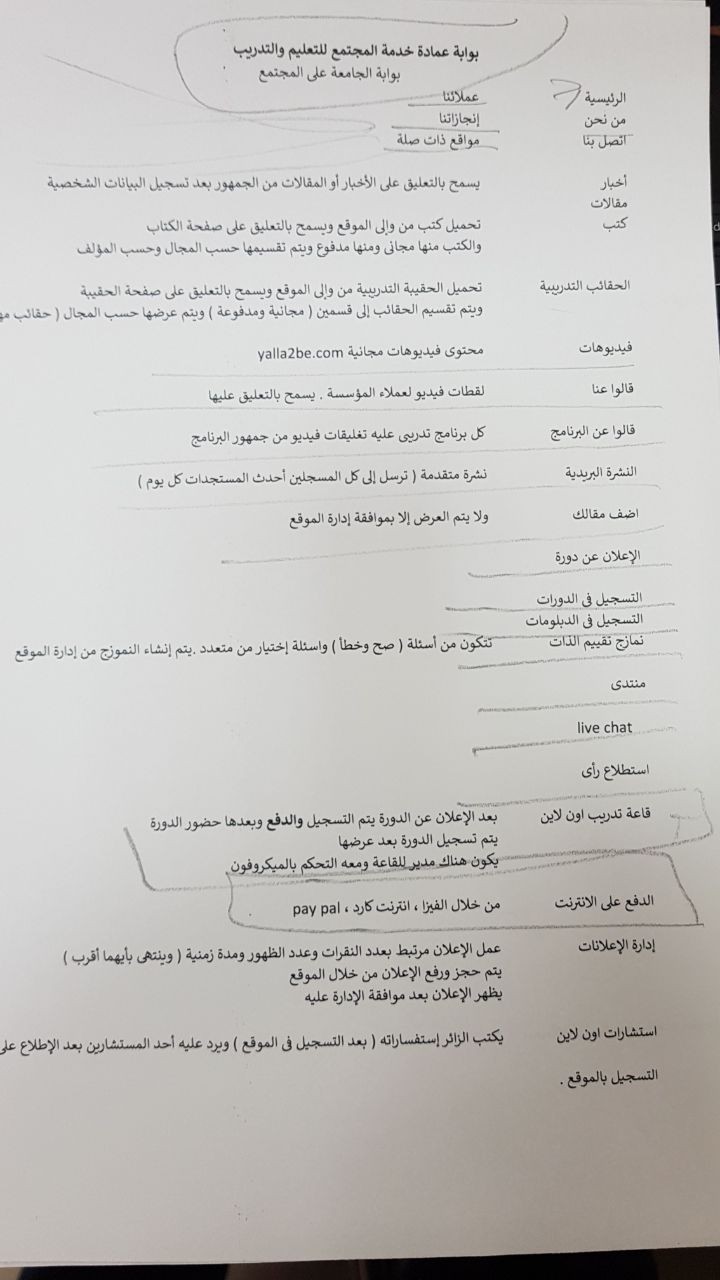 بوابة عمادة خدمة المجتمع للتعليم والتدريب
بوابة الجامعة على المجتمع
الرئيسية عملائنا
من نحن إنجازاتنا
اتصل بنا مواقع ذات صلة
أخبار يسمح بالتعليق على الأخبار أو المقالات من الجمهور بعد تسجيل البيانات الشخصية
مقالات
كتب تحميل كتب من وإلى الموقع ويسمح بالتعليق على صفحة الكتاب
والكتب منها مجانى ومنها مدفوع ويتم تقسيمها حسب المجال وحسب المؤلف
الحقائب التدريبية تحميل الحقيبة التدريبية من وإلى الموقع ويسمح بالتعليق على صفحة الحقيبة
ويتم تقسيم الحقائب إلى قسمين ( مجانية ومدفوعة ) ويتم عرضها حسب المجال ( حقائب
فيديوهات محتوى فيديوهات مجانية yalla2be.com
قالوا عنا لقطات فيديو لعملاء المؤسسة . يسمح بالتعليق عليها
قالوا عن البرنامج كل برنامج تدريبى عليه تغليقات فيديو من جمهور البرنامج
النشرة البريدية نشرة متقدمة ( ترسل إلى كل المسجلين أحدث المستجدات كل يوم )
اضف مقالك ولا يتم العرض إلا بموافقة إدارة الموقع
الإعلان عن دورة
التسجيل فى الدورات
التسجيل فى الدبلومات
نمازج تقييم الذات تتكون من أسئلة ( صح وخطأ ) واسئلة إختيار من متعدد .يتم إنشاء النموزج من إدارة الموقع
منتدى
live chat
استطلاع رأى
قاعة تدريب اون لاين بعد الإعلان عن الدورة يتم التسجيل والدفع وبعدها حضور الدورة
يتم تسجيل الدورة بعد عرضها
يكون هناك مدير للقاعة ومعه التحكم بالميكروفون
الدفع على الانترنت من خلال الفيزا ، انترنت كارد ، pay pal
إدارة الإعلانات عمل الإعلان مرتبط بعدد النقرات وعدد الظهور ومدة زمنية ( وينتهى بأيهما أقرب )
يتم حجز ورفع الإعلان من خلال الموقع
يظهر الإعلان بعد موافقة الإدارة عليه
استشارات اون لاين يكتب الزائر إستفساراته ( بعد التسجيل فى الموقع ) ويرد عليه أحد المستشارين بعد الإطلاع على
التسجيل بالموقع .